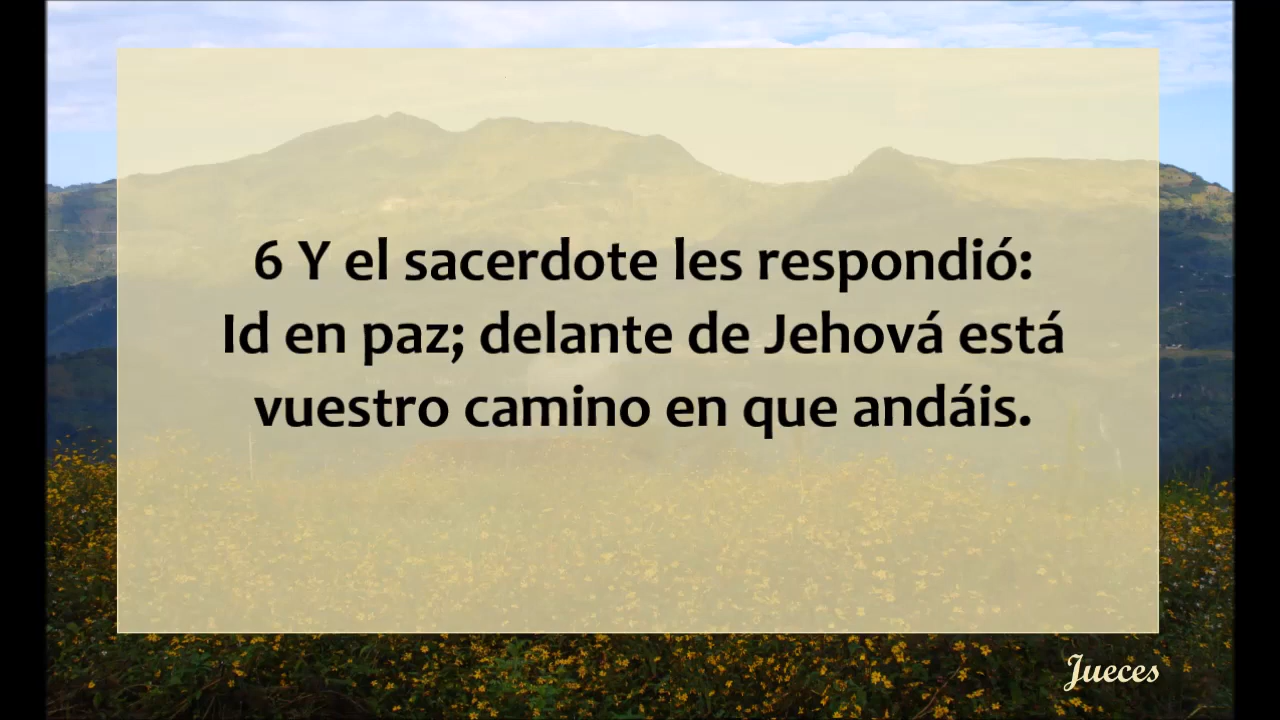 6 Y el sacerdote les respondió:
Id en paz; delante de Jehová está
vuestro camino en que andáis.
Jueces